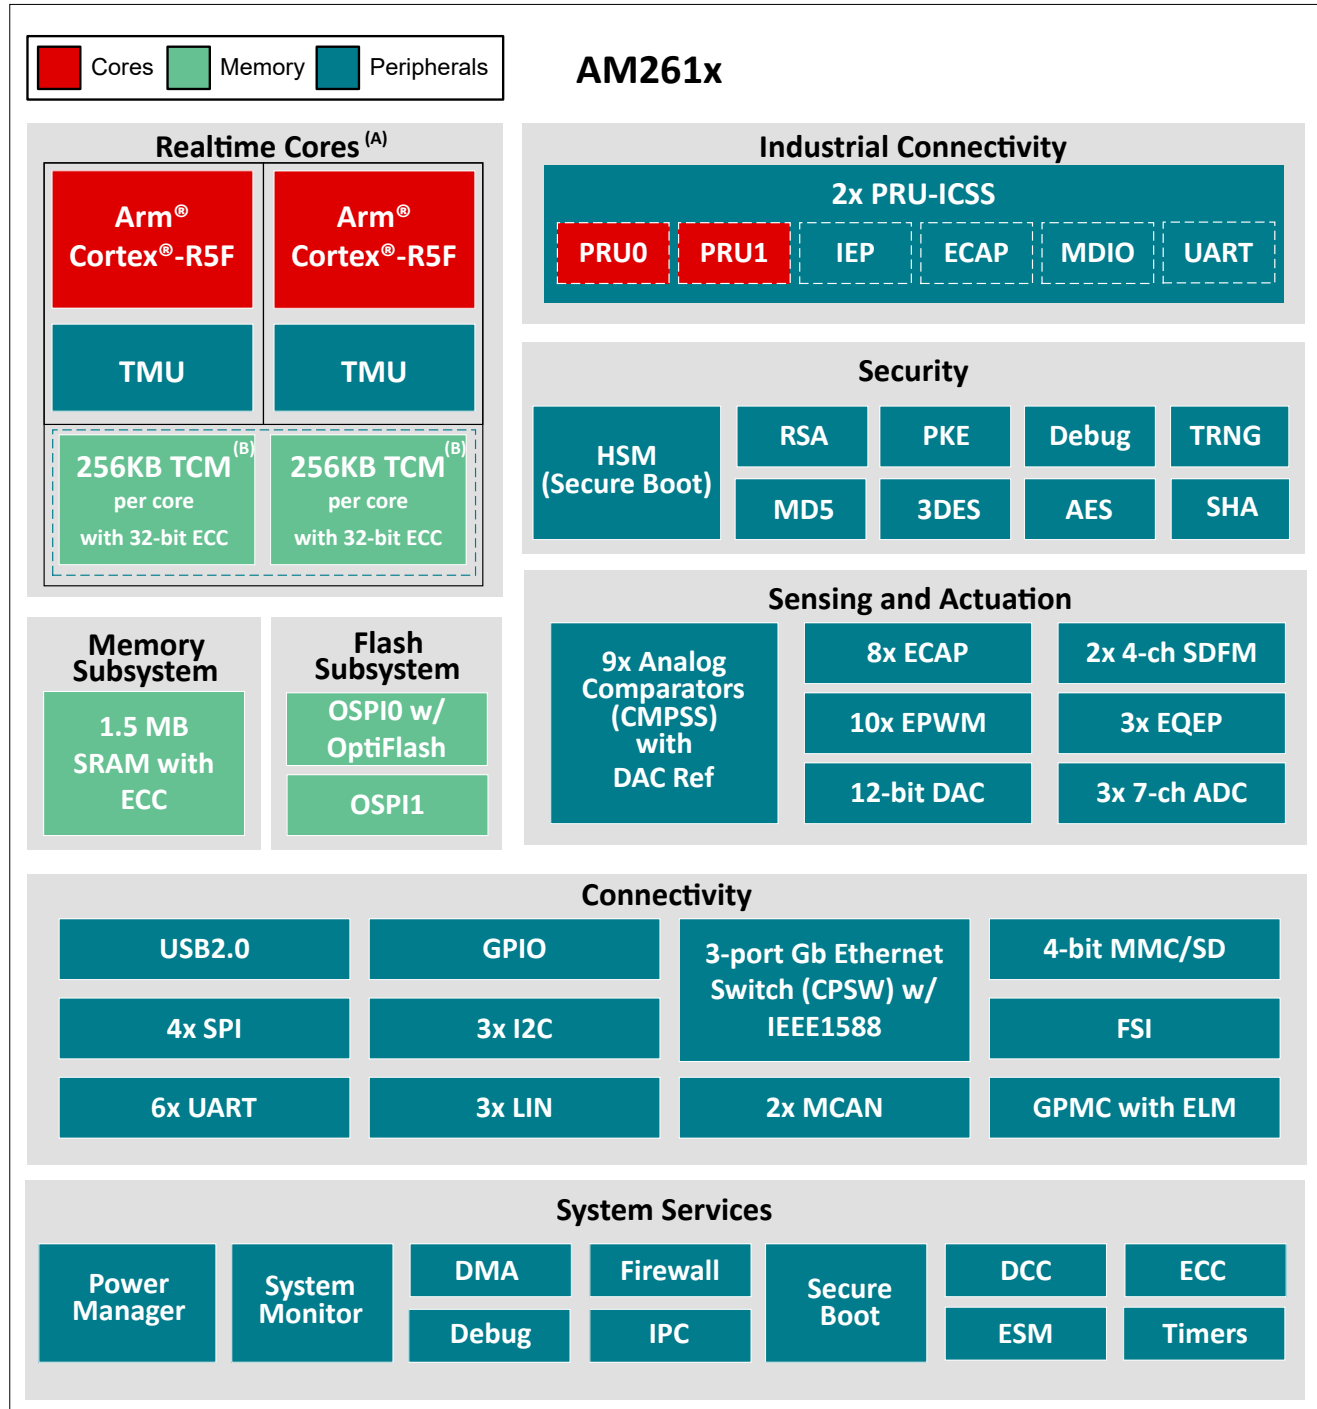 Cores
Memory
Peripherals
AM261x
Realtime Cores (A)
Arm®
Cortex®-R5F
Arm®
Cortex®-R5F
TMU
TMU
256KB TCM (B)
per core
with 32-bit ECC
256KB TCM (B)
per core
with 32-bit ECC
Industrial Connectivity
2x PRU-ICSS
PRU0
PRU1
IEP
ECAP
MDIO
UART
Security
HSM
(Secure Boot)
RSA
PKE
Debug
TRNG
MD5
3DES
AES
SHA
Memory
Subsystem
1.5 MB
SRAM with
ECC
Flash
Subsystem
OSPI0 w/
OptiFlash
OSPI1
Sensing and Actuation
9x Analog
Comparators
(CMPSS)
with
DAC Ref
8x ECAP
2x 4-ch SDFM
10x EPWM
3x EQEP
12-bit DAC
3x 7-ch ADC
Connectivity
USB2.0
GPIO
3-port Gb Ethernet
Switch (CPSW) w/
IEEE1588
4-bit MMC/SD
4x SPI
3x I2C
FSI
6x UART
3x LIN
2x MCAN
GPMC with ELM
System Services
Power
Manager
System
Monitor
DMA
Firewall
Debug
IPC
Secure
Boot
DCC
ECC
ESM
Timers